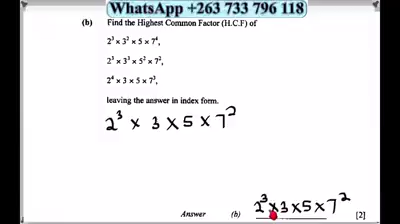 WhatsApp +263 733 796 118
(b) Find the Highest Common Factor (H.C.F) of
2³ × 3² × 5 × 7⁴,
2³ × 3³ × 5² × 7²,
2⁴ × 3 × 5 × 7³,
leaving the answer in index form.
2³ × 3 × 5 × 7²
2³ × 3 × 5 × 7²
Answer (b) [2]